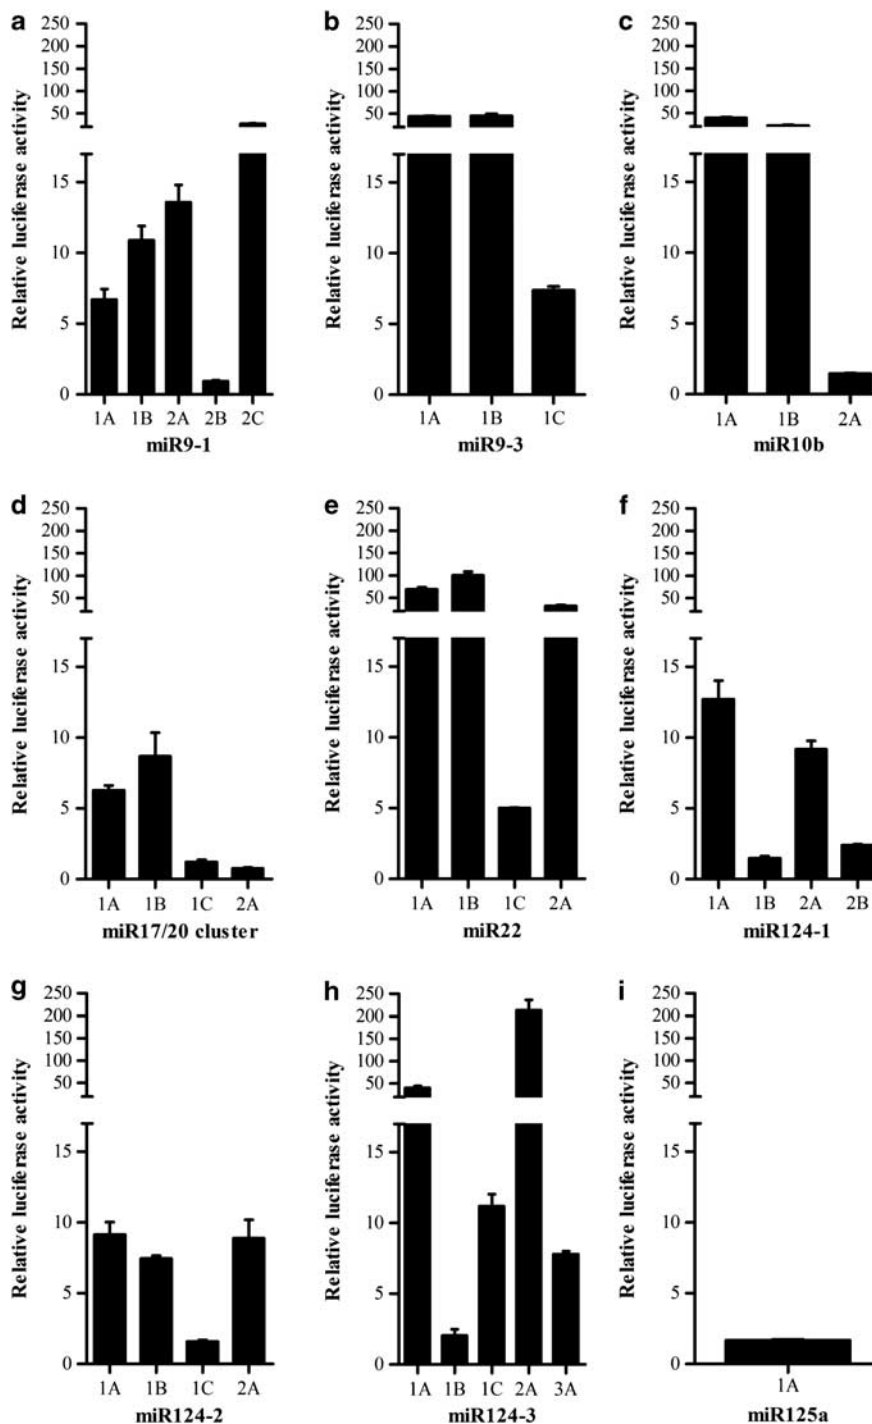 a b c
250 250 250
200 200 200
150 150 150
100 100 100
50 50 50
15 15 15
10 10 10
5 5 5
0 0 0
Relative luciferase activity Relative luciferase activity Relative luciferase activity
1A 1B 2A 2B 2C 1A 1B 1C 1A 1B 2A
miR9-1 miR9-3 miR10b
d e f
250 250 250
200 200 200
150 150 150
100 100 100
50 50 50
15 15 15
10 10 10
5 5 5
0 0 0
Relative luciferase activity Relative luciferase activity Relative luciferase activity
1A 1B 1C 2A 1A 1B 1C 2A 1A 1B 2A 2B
miR17/20 cluster miR22 miR124-1
g h i
250 250 250
200 200 200
150 150 150
100 100 100
50 50 50
15 15 15
10 10 10
5 5 5
0 0 0
Relative luciferase activity Relative luciferase activity Relative luciferase activity
1A 1B 1C 2A 1A 1B 1C 2A 3A 1A
miR124-2 miR124-3 miR125a